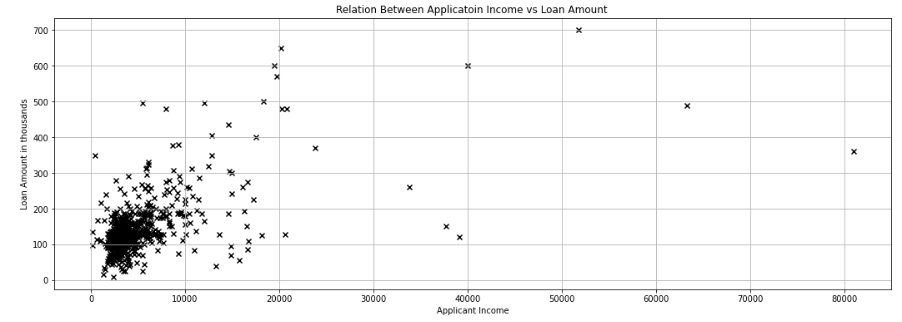 Relation Between Applicatoin Income vs Loan Amount
Loan Amount in thousands
700
600
500
400
300
200
100
0
0 10000 20000 30000 40000 50000 60000 70000 80000
Applicant Income